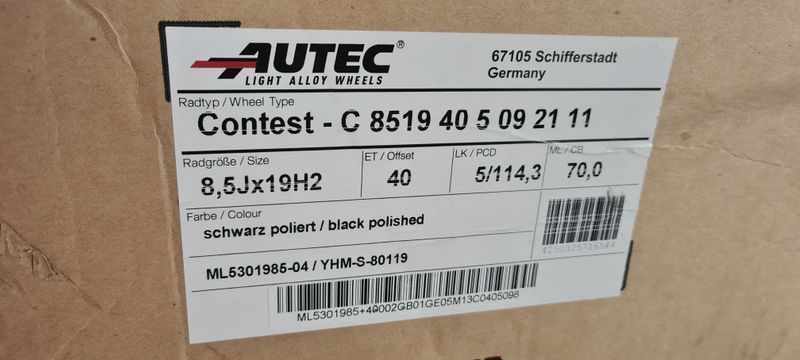 AUTEC®
LIGHT ALLOY WHEELS
67105 Schifferstadt
Germany
Radtyp / Wheel Type
Contest - C 8519 40 5 09 21 11
Radgröße / Size
ET / Offset
LK / PCD
ML / CB
8,5Jx19H2
40
5/114,3
70,0
Farbe / Colour
schwarz poliert / black polished
4250325716544
ML5301985-04 / YHM-S-80119
ML5301985+40002GB01GE05M13C0405098